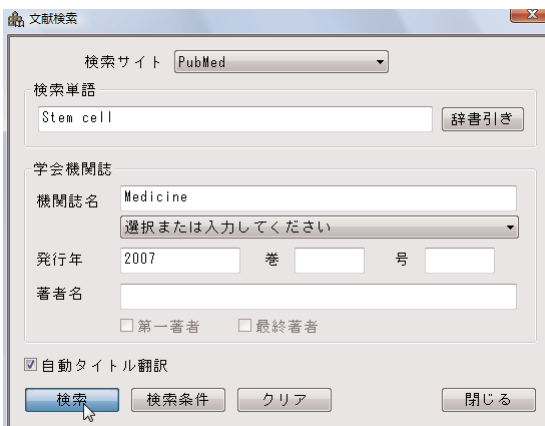 文献検索
検索サイト PubMed
検索単語
Stem cell 辞書引き
学会機関誌
機関誌名 Medicine
選択または入力してください
発行年 2007 巻 号
著者名
第一著者 最終著者
自動タイトル翻訳
検索 検索条件 クリア 閉じる